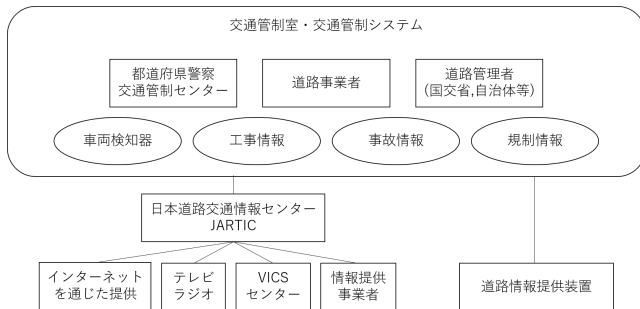 交通管制室・交通管制システム
都道府県警察
交通管制センター
道路事業者
道路管理者
(国交省,自治体等)
車両検知器
工事情報
事故情報
規制情報
日本道路交通情報センター
JARTIC
インターネット
を通じた提供
テレビ
ラジオ
VICS
センター
情報提供
事業者
道路情報提供装置